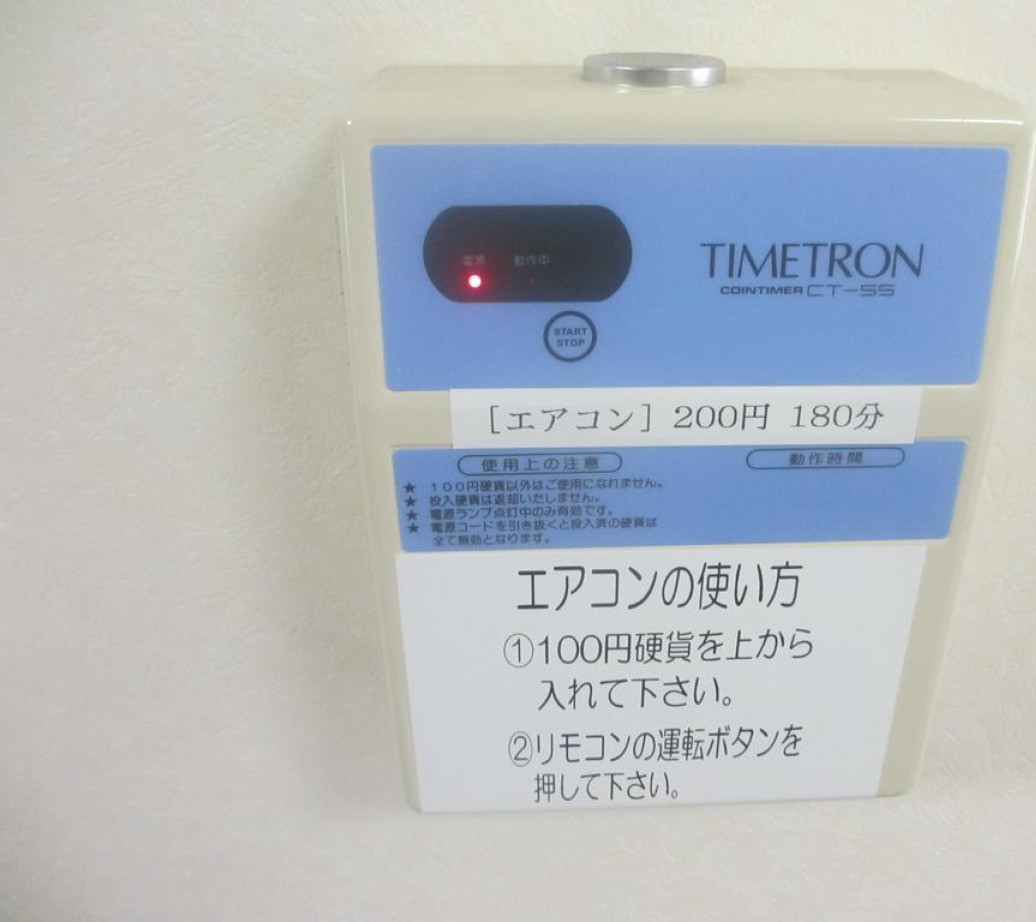 電源 動作中
TIMETRON
COINTIMER CT-55
START
STOP
[エアコン] 200円 180分
使用上の注意
動作時間
★ 100円硬貨以外はご使用になれません。
★ 投入硬貨は返却いたしません。
★ 電源ランプ点灯中のみ有効です。
★ 電源コードを引き抜くと投入済の硬貨は
全て無効となります。
エアコンの使い方
①100円硬貨を上から
入れて下さい。
②リモコンの運転ボタンを
押して下さい。